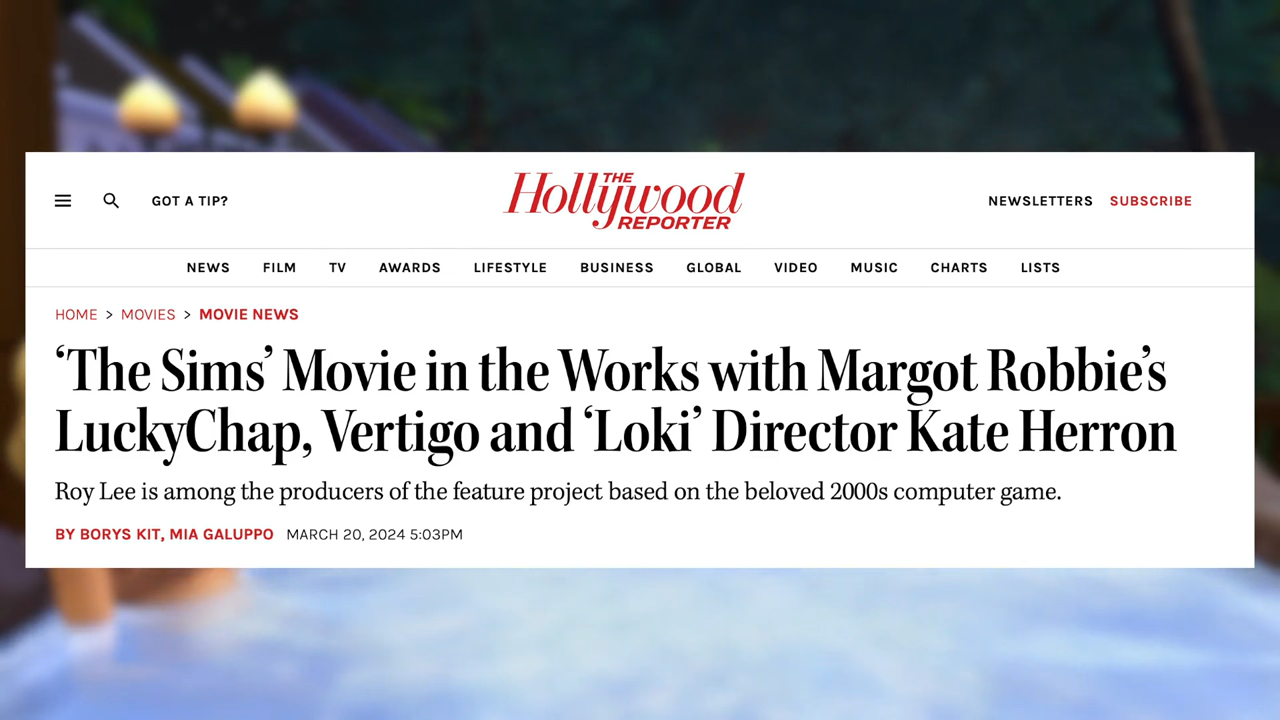 GOT A TIP?
THE
Hollywood
REPORTER
NEWSLETTERS SUBSCRIBE
NEWS FILM TV AWARDS LIFESTYLE BUSINESS GLOBAL VIDEO MUSIC CHARTS LISTS
HOME > MOVIES > MOVIE NEWS
‘The Sims’ Movie in the Works with Margot Robbie’s
LuckyChap, Vertigo and ‘Loki’ Director Kate Herron
Roy Lee is among the producers of the feature project based on the beloved 2000s computer game.
BY BORYS KIT, MIA GALUPPO MARCH 20, 2024 5:03PM